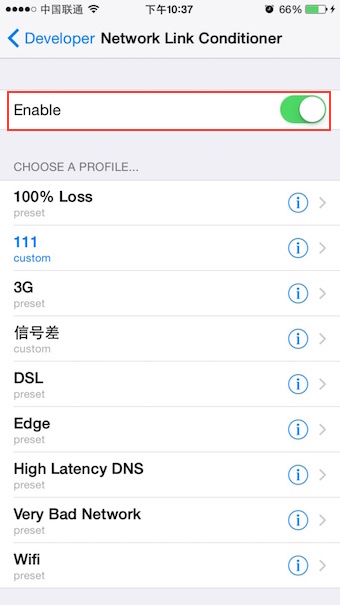 中国联通 下午10:37 66%
Developer Network Link Conditioner
Enable
CHOOSE A PROFILE...
100% Loss
preset
111
custom
3G
preset
信号差
custom
DSL
preset
Edge
preset
High Latency DNS
preset
Very Bad Network
preset
Wifi
preset